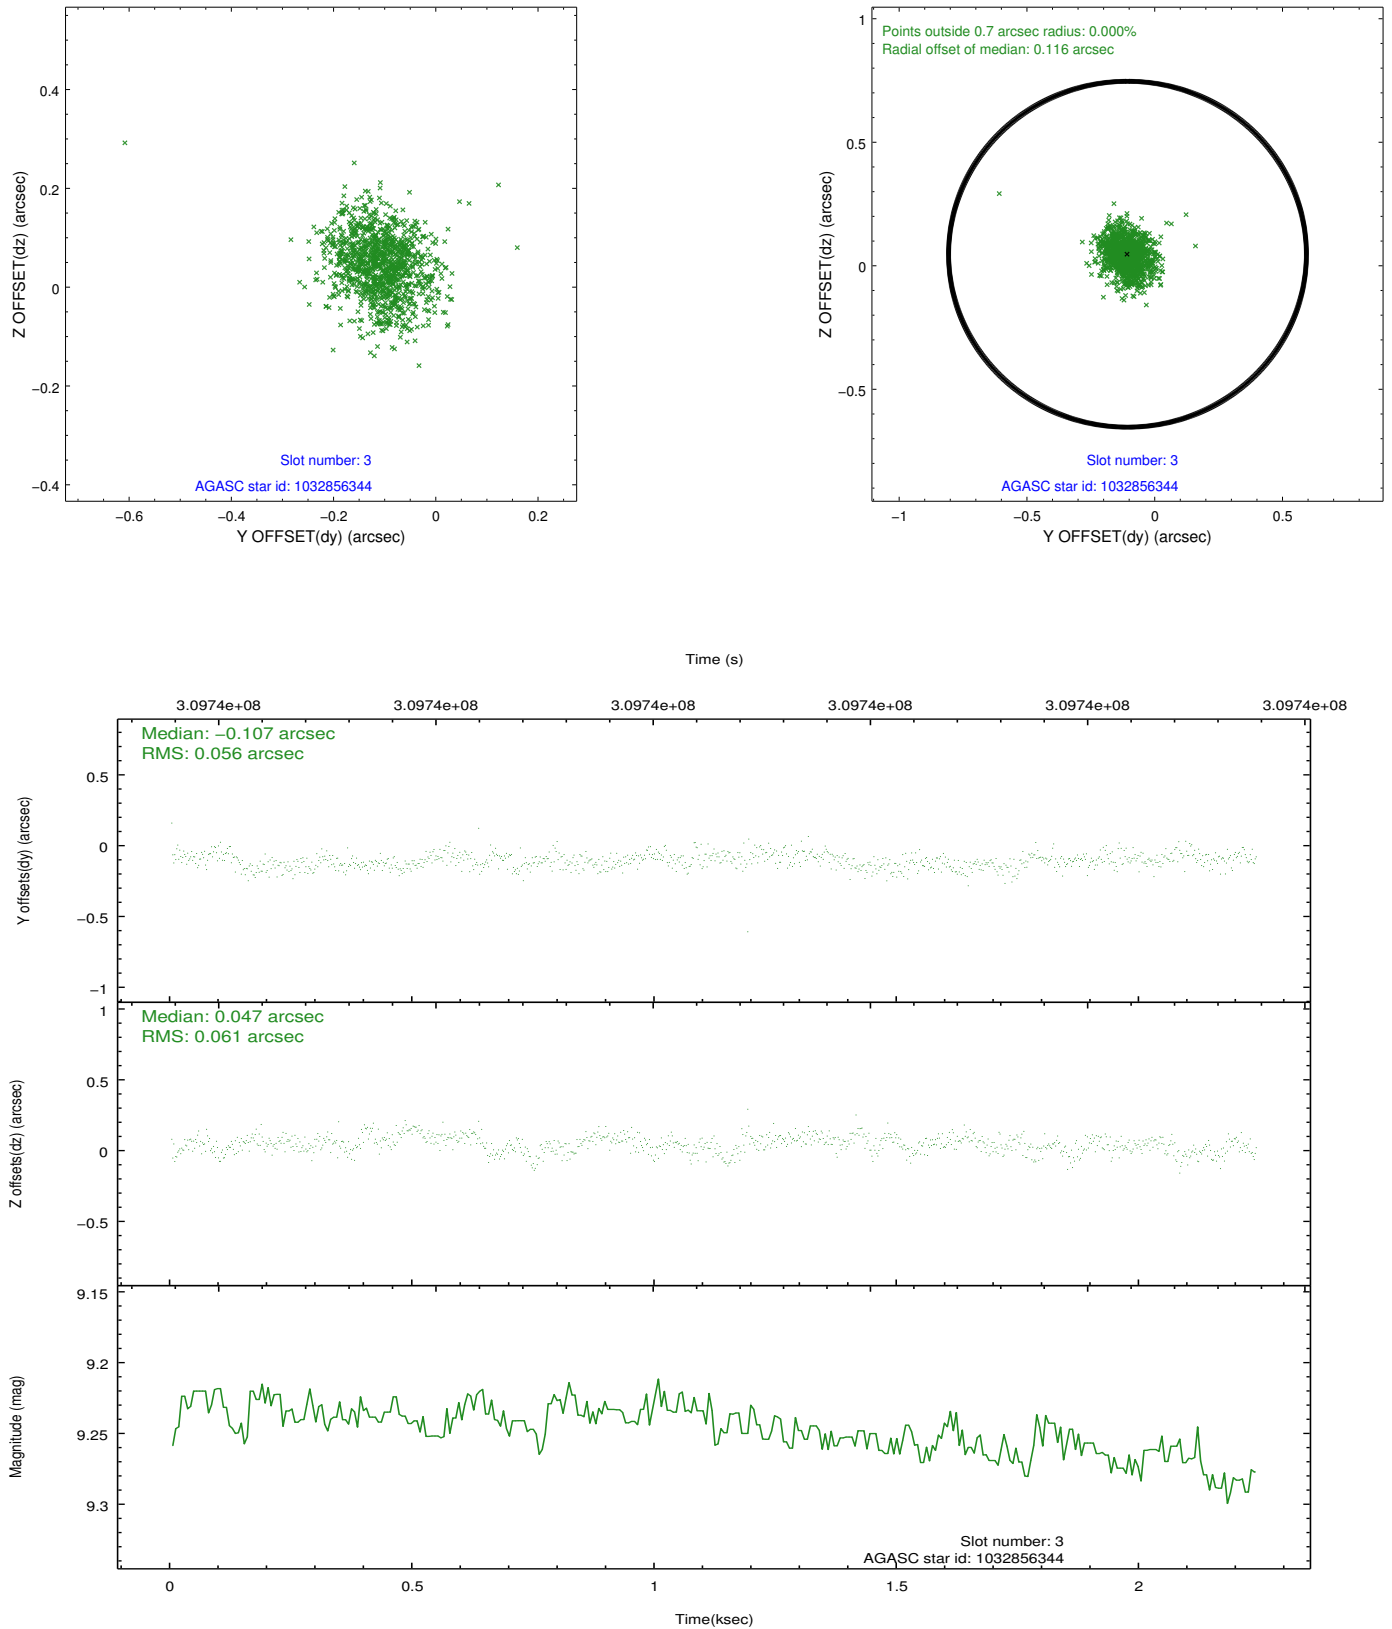 0.4
0.2
0
−0.2
−0.4
Z OFFSET(dz) (arcsec)
Slot number: 3
AGASC star id: 1032856344
−0.6
−0.4
−0.2
0
0.2
Y OFFSET(dy) (arcsec)
Points outside 0.7 arcsec radius: 0.000%
Radial offset of median: 0.116 arcsec
1
0.5
0
−0.5
Z OFFSET(dz) (arcsec)
Slot number: 3
AGASC star id: 1032856344
−1
−0.5
0
0.5
Y OFFSET(dy) (arcsec)
Time (s)
3.0974e+08
3.0974e+08
3.0974e+08
3.0974e+08
3.0974e+08
3.0974e+08
Median: −0.107 arcsec
RMS: 0.056 arcsec
0.5
0
−0.5
−1
Y offsets(dy) (arcsec)
Median: 0.047 arcsec
RMS: 0.061 arcsec
1
0.5
0
−0.5
Z offsets(dz) (arcsec)
9.15
9.2
9.25
9.3
Magnitude (mag)
Slot number: 3
AGASC star id: 1032856344
0
0.5
1
1.5
2
Time(ksec)